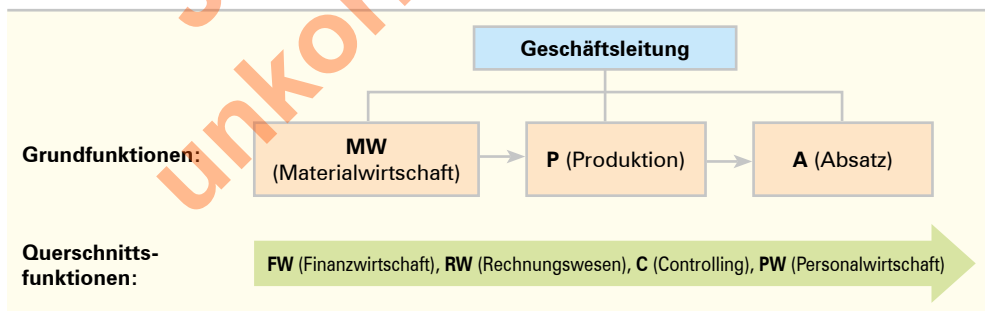 Geschäftsleitung
Grundfunktionen:
MW
(Materialwirtschaft)
P (Produktion)
A (Absatz)
Querschnitts-
funktionen:
FW (Finanzwirtschaft), RW (Rechnungswesen), C (Controlling), PW (Personalwirtschaft)